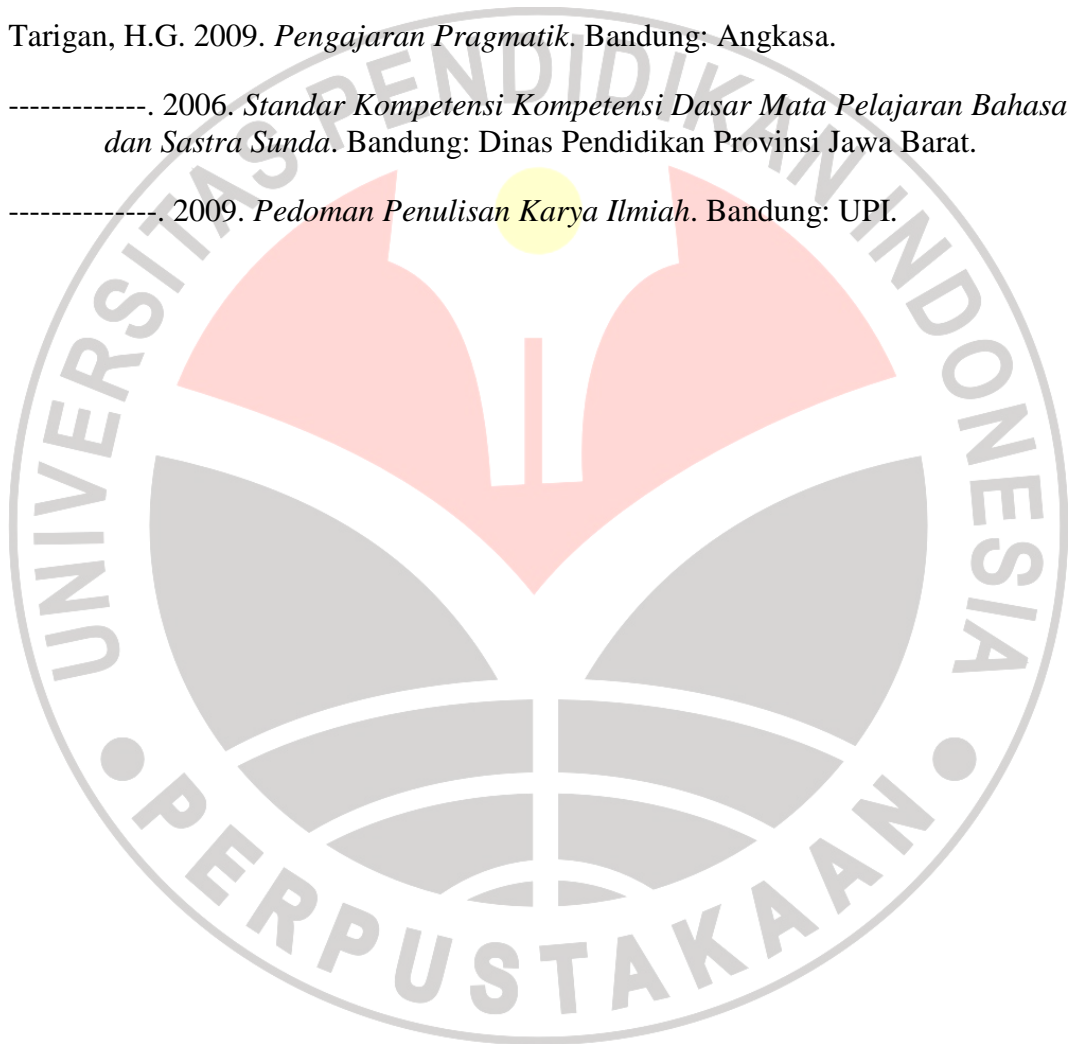 Tarigan, H.G. 2009. Pengajaran Pragmatik. Bandung: Angkasa.
-------------. 2006. Standar Kompetensi Kompetensi Dasar Mata Pelajaran Bahasa
dan Sastra Sunda. Bandung: Dinas Pendidikan Provinsi Jawa Barat.
--------------. 2009. Pedoman Penulisan Karya Ilmiah. Bandung: UPI.
UNIVERSITAS PENDIDIKAN INDONESIA
PERPUSTAKAAN